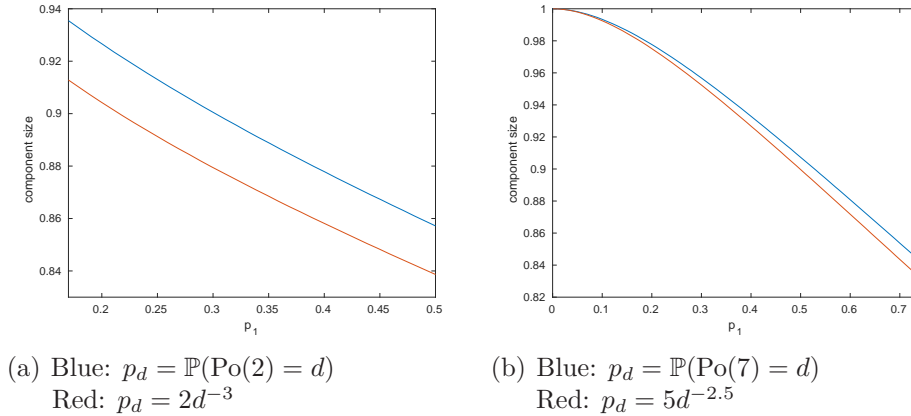 0.94
0.92
0.9
0.88
0.86
0.84
component size
0.2 0.25 0.3 0.35 0.4 0.45 0.5
p₁
1
0.98
0.96
0.94
0.92
0.9
0.88
0.86
0.84
0.82
component size
0 0.1 0.2 0.3 0.4 0.5 0.6 0.7
p₁
(a) Blue: p_d = ℙ(Po(2) = d)
Red: p_d = 2d⁻³
(b) Blue: p_d = ℙ(Po(7) = d)
Red: p_d = 5d⁻²·⁵